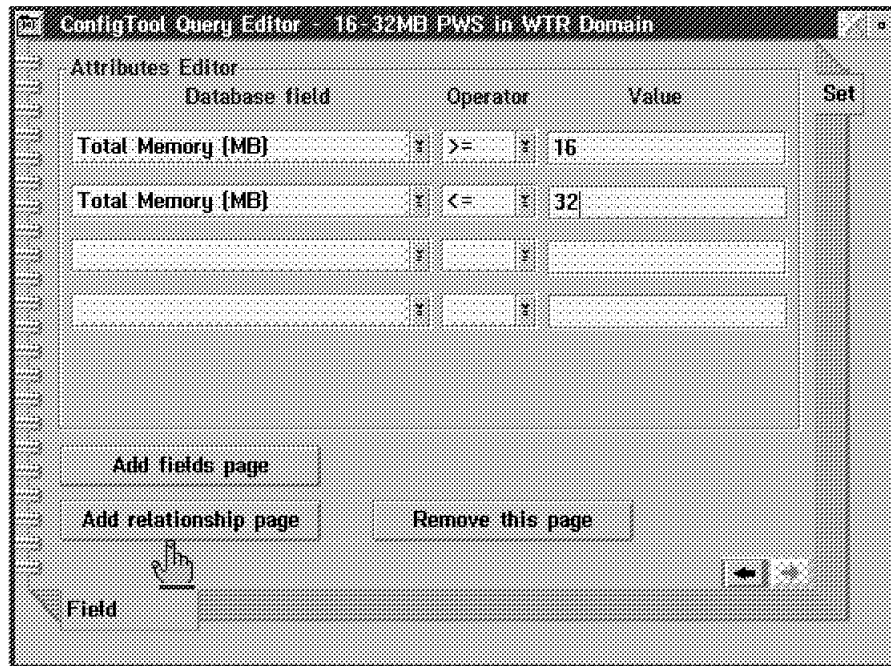 ConfigTool Query Editor - 16-32MB PWS in WTR Domain
Attributes Editor
Database field Operator Value
Set
Total Memory (MB) >= 16
Total Memory (MB) <= 32
Add fields page
Add relationship page Remove this page
Field